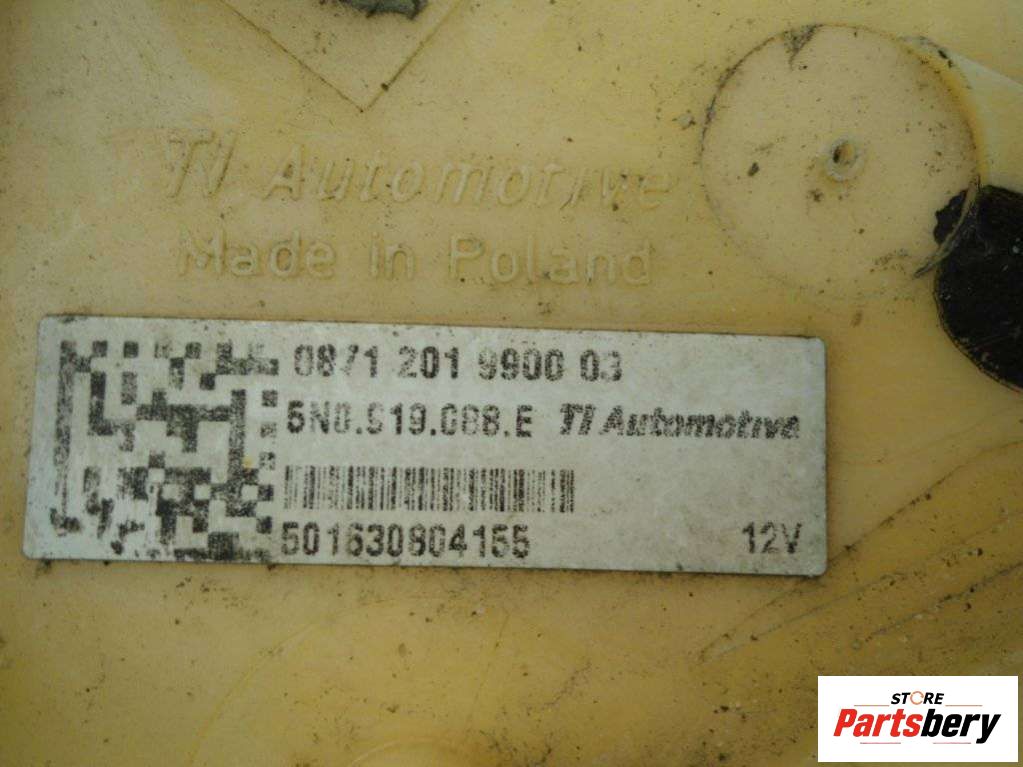 TI Automotive
Made in Poland
0871 201 9900 03
5N0.919.088.E TI Automotive
501630804155
12V
STORE
Partsbery